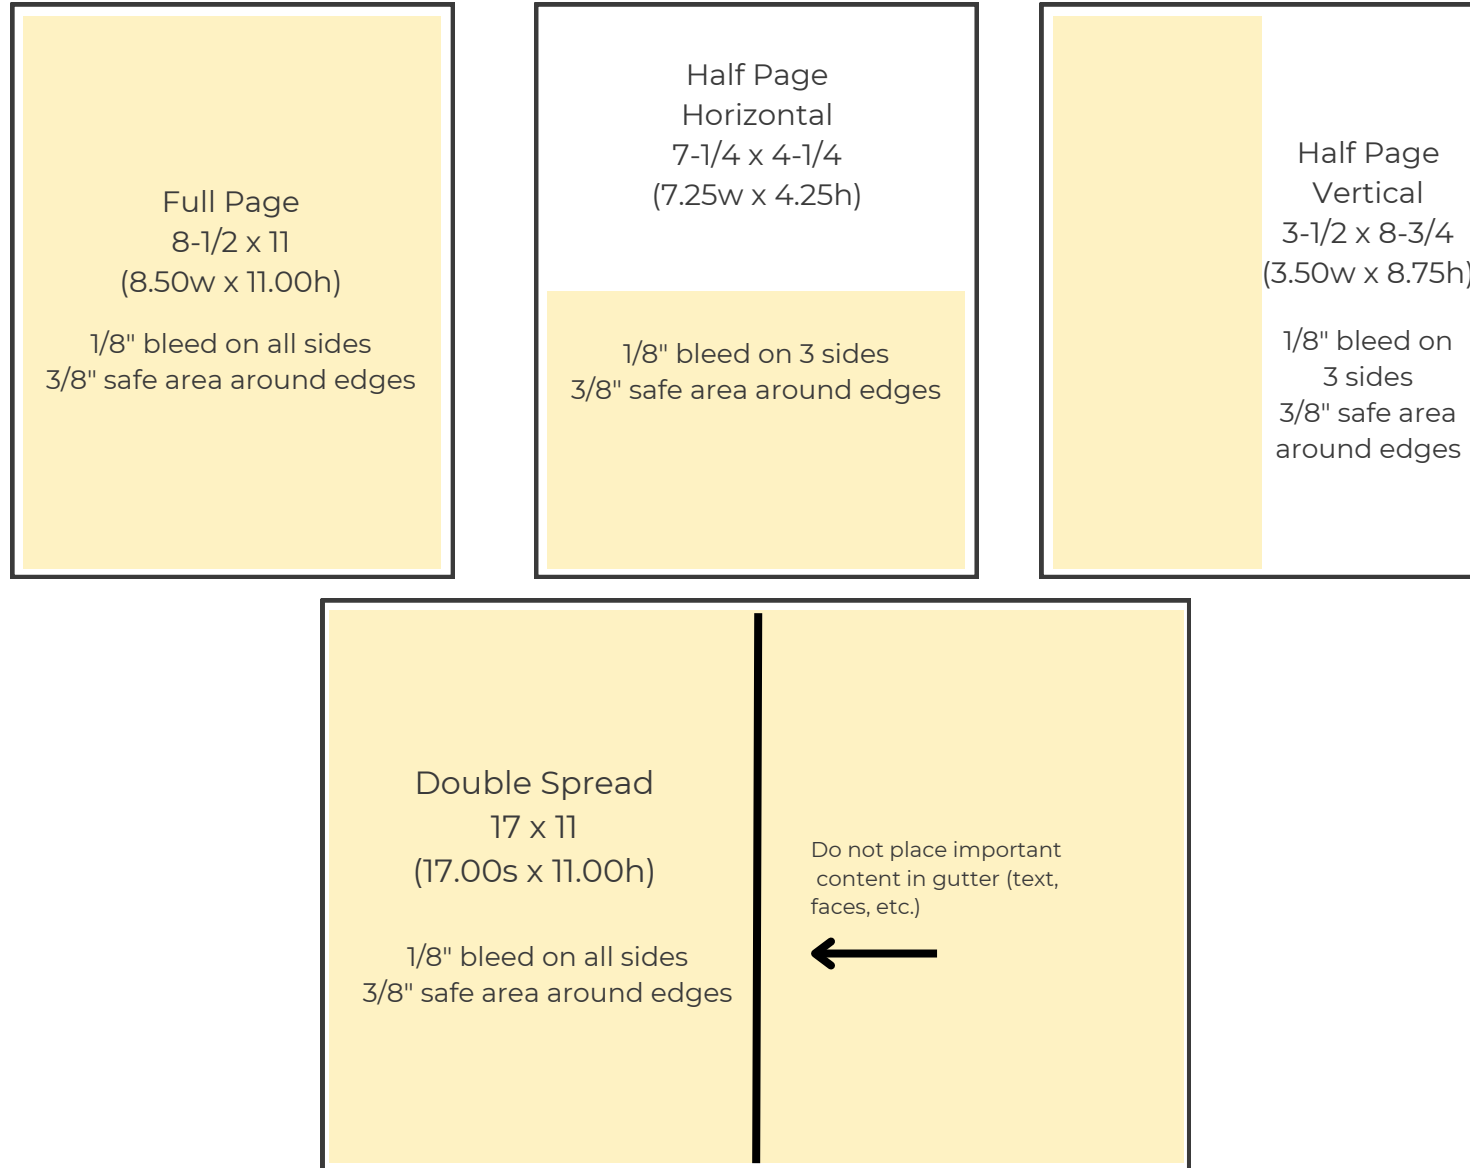 Full Page
8-1/2 x 11
(8.50w x 11.00h)
1/8" bleed on all sides
3/8" safe area around edges
Half Page
Horizontal
7-1/4 x 4-1/4
(7.25w x 4.25h)
1/8" bleed on 3 sides
3/8" safe area around edges
Half Page
Vertical
3-1/2 x 8-3/4
(3.50w x 8.75h)
1/8" bleed on
3 sides
3/8" safe area
around edges
Double Spread
17 x 11
(17.00s x 11.00h)
1/8" bleed on all sides
3/8" safe area around edges
Do not place important
content in gutter (text,
faces, etc.)